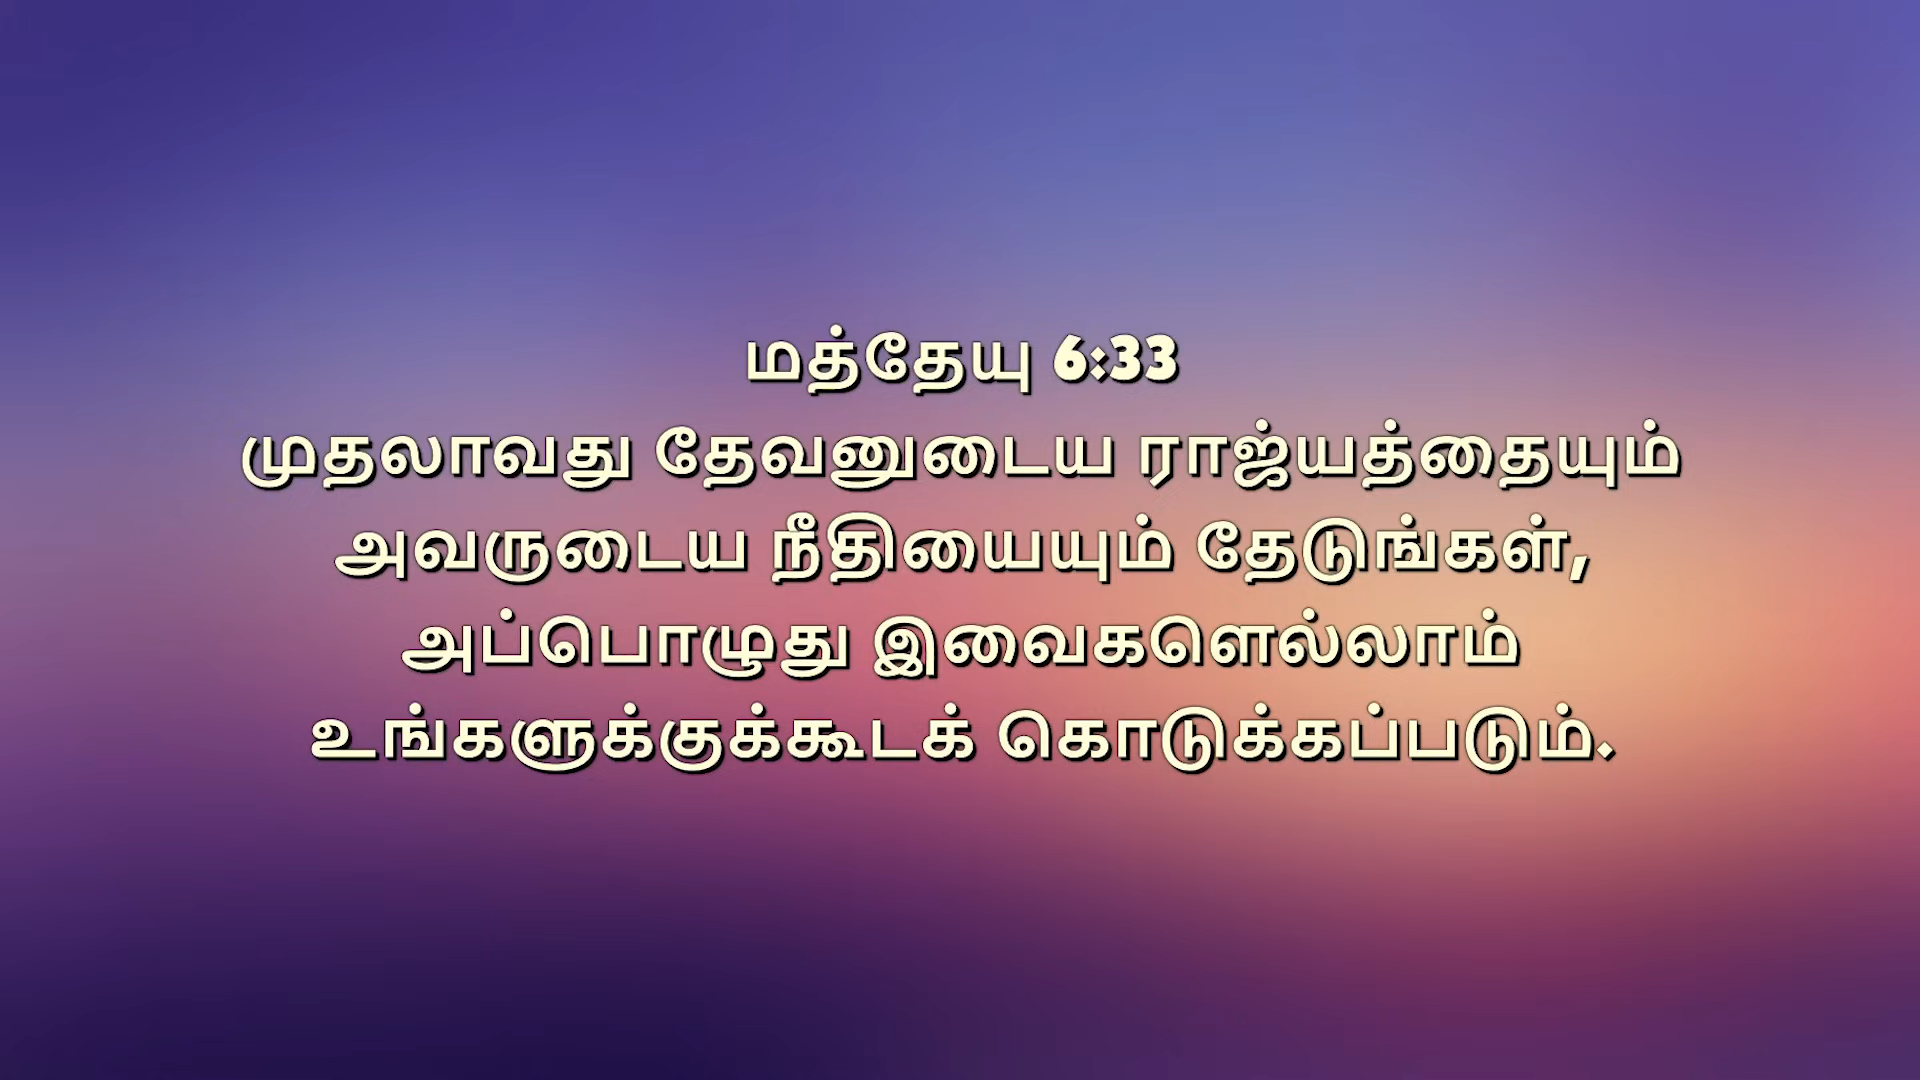 மத்தேயு 6:33
முதலாவது தேவனுடைய ராஜ்யத்தையும்
அவருடைய நீதியையும் தேடுங்கள்,
அப்பொழுது இவைகளெல்லாம்
உங்களுக்குக்கூடக் கொடுக்கப்படும்.